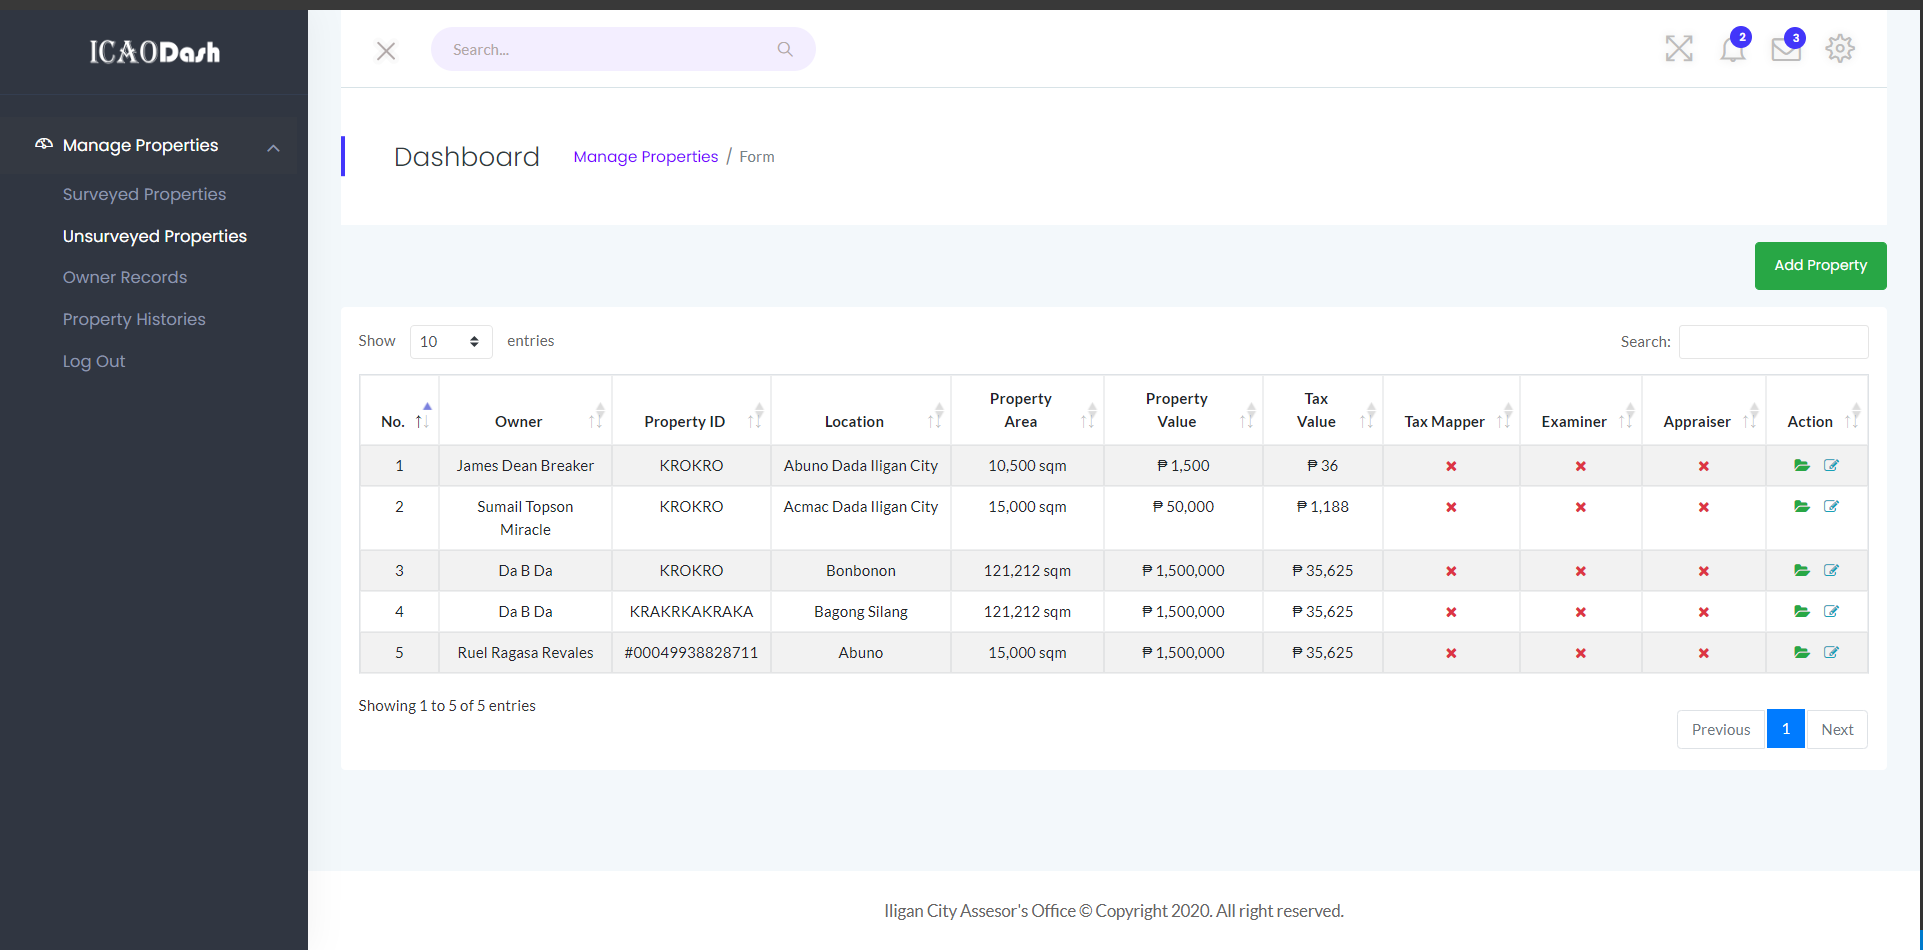 ICAODash
Manage Properties
Surveyed Properties
Unsurveyed Properties
Owner Records
Property Histories
Log Out
Search...
2
3
Dashboard
Manage Properties / Form
Add Property
Show 10 entries
Search:
No. Owner Property ID Location Property Area Property Value Tax Value Tax Mapper Examiner Appraiser Action
1 James Dean Breaker KROKRO Abuno Dada Iligan City 10,500 sqm ₱ 1,500 ₱ 36
2 Sumail Topson Miracle KROKRO Acmac Dada Iligan City 15,000 sqm ₱ 50,000 ₱ 1,188
3 Da B Da KROKRO Bonbonon 121,212 sqm ₱ 1,500,000 ₱ 35,625
4 Da B Da KRAKRKAKRAKA Bagong Silang 121,212 sqm ₱ 1,500,000 ₱ 35,625
5 Ruel Ragasa Revales #00049938828711 Abuno 15,000 sqm ₱ 1,500,000 ₱ 35,625
Showing 1 to 5 of 5 entries
Previous 1 Next
Iligan City Assesor's Office © Copyright 2020. All right reserved.